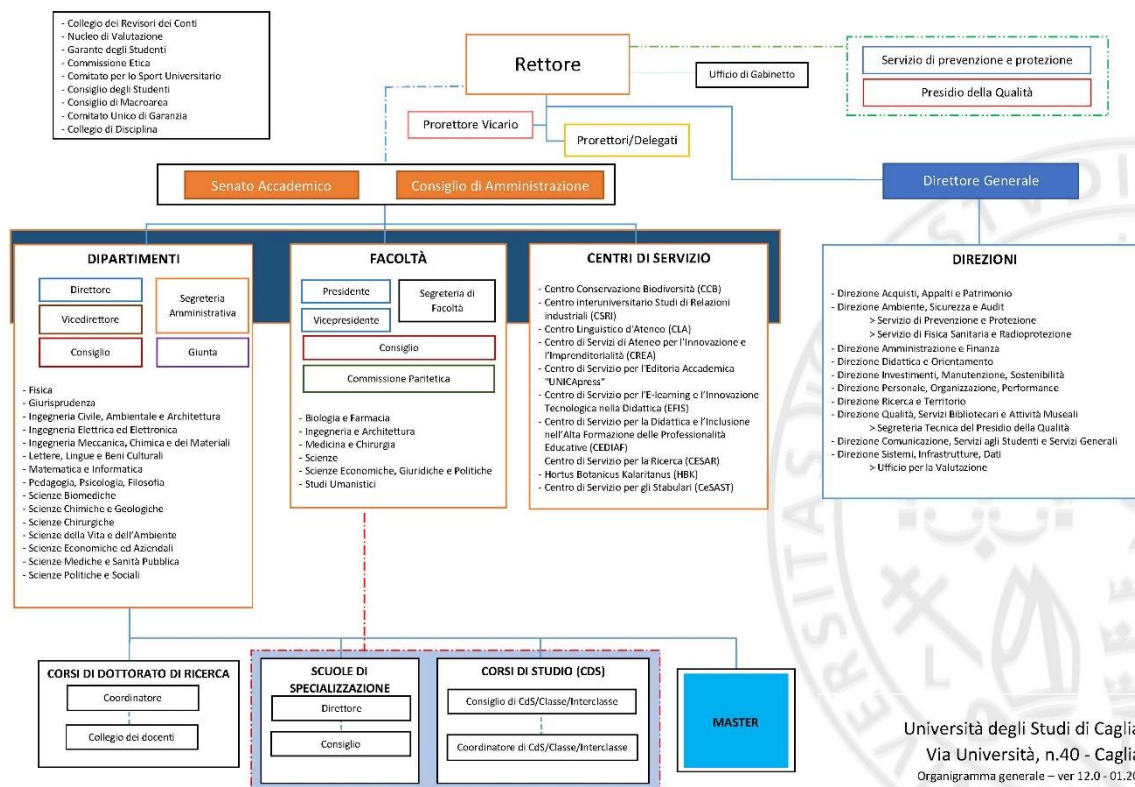 - Collegio dei Revisori dei Conti
- Nucleo di Valutazione
- Garante degli Studenti
- Commissione Etica
- Comitato per lo Sport Universitario
- Consiglio degli Studenti
- Consiglio di Macroarea
- Comitato Unico di Garanzia
- Collegio di Disciplina
Rettore
Ufficio di Gabinetto
Servizio di prevenzione e protezione
Presidio della Qualità
Prorettore Vicario
Prorettori/Delegati
Senato Accademico
Consiglio di Amministrazione
Direttore Generale
DIPARTIMENTI
Direttore
Vicedirettore
Segreteria
Amministrativa
Consiglio
Giunta
- Fisica
- Giurisprudenza
- Ingegneria Civile, Ambientale e Architettura
- Ingegneria Elettrica ed Elettronica
- Ingegneria Meccanica, Chimica e dei Materiali
- Lettere, Lingue e Beni Culturali
- Matematica e Informatica
- Pedagogia, Psicologia, Filosofia
- Scienze Biomediche
- Scienze Chimiche e Geologiche
- Scienze Chirurgiche
- Scienze della Vita e dell'Ambiente
- Scienze Economiche ed Aziendali
- Scienze Mediche e Sanità Pubblica
- Scienze Politiche e Sociali
FACOLTÀ
Presidente
Vicepresidente
Segreteria di
Facoltà
Consiglio
Commissione Paritetica
- Biologia e Farmacia
- Ingegneria e Architettura
- Medicina e Chirurgia
- Scienze
- Scienze Economiche, Giuridiche e Politiche
- Studi Umanistici
CENTRI DI SERVIZIO
- Centro Conservazione Biodiversità (CCB)
- Centro interuniversitario Studi di Relazioni
industriali (CSRI)
- Centro Linguistico d'Ateneo (CLA)
- Centro di Servizi di Ateneo per l'Innovazione e
l'Imprenditorialità (CREA)
- Centro di Servizio per l'Editoria Accademica
"UNICApress"
- Centro di Servizio per l'E-learning e l'Innovazione
Tecnologica nella Didattica (EFIS)
- Centro di Servizio per la Didattica e l'Inclusione
nell'Alta Formazione delle Professionalità
Educative (CEDIAF)
Centro di Servizio per la Ricerca (CESAR)
- Hortus Botanicus Kalaritanus (HBK)
- Centro di Servizio per gli Stabulari (CeSAST)
DIREZIONI
- Direzione Acquisti, Appalti e Patrimonio
- Direzione Ambiente, Sicurezza e Audit
> Servizio di Prevenzione e Protezione
> Servizio di Fisica Sanitaria e Radioprotezione
- Direzione Amministrazione e Finanza
- Direzione Didattica e Orientamento
- Direzione Investimenti, Manutenzione, Sostenibilità
- Direzione Personale, Organizzazione, Performance
- Direzione Ricerca e Territorio
- Direzione Qualità, Servizi Bibliotecari e Attività Museali
> Segreteria Tecnica del Presidio della Qualità
- Direzione Comunicazione, Servizi agli Studenti e Servizi Generali
- Direzione Sistemi, Infrastrutture, Dati
> Ufficio per la Valutazione
CORSI DI DOTTORATO DI RICERCA
Coordinatore
Collegio dei docenti
SCUOLE DI
SPECIALIZZAZIONE
Direttore
Consiglio
CORSI DI STUDIO (CDS)
Consiglio di CdS/Classe/Interclasse
Coordinatore di CdS/Classe/Interclasse
MASTER
Università degli Studi di Caglia
Via Università, n.40 - Caglia
Organigramma generale – ver 12.0 - 01.20